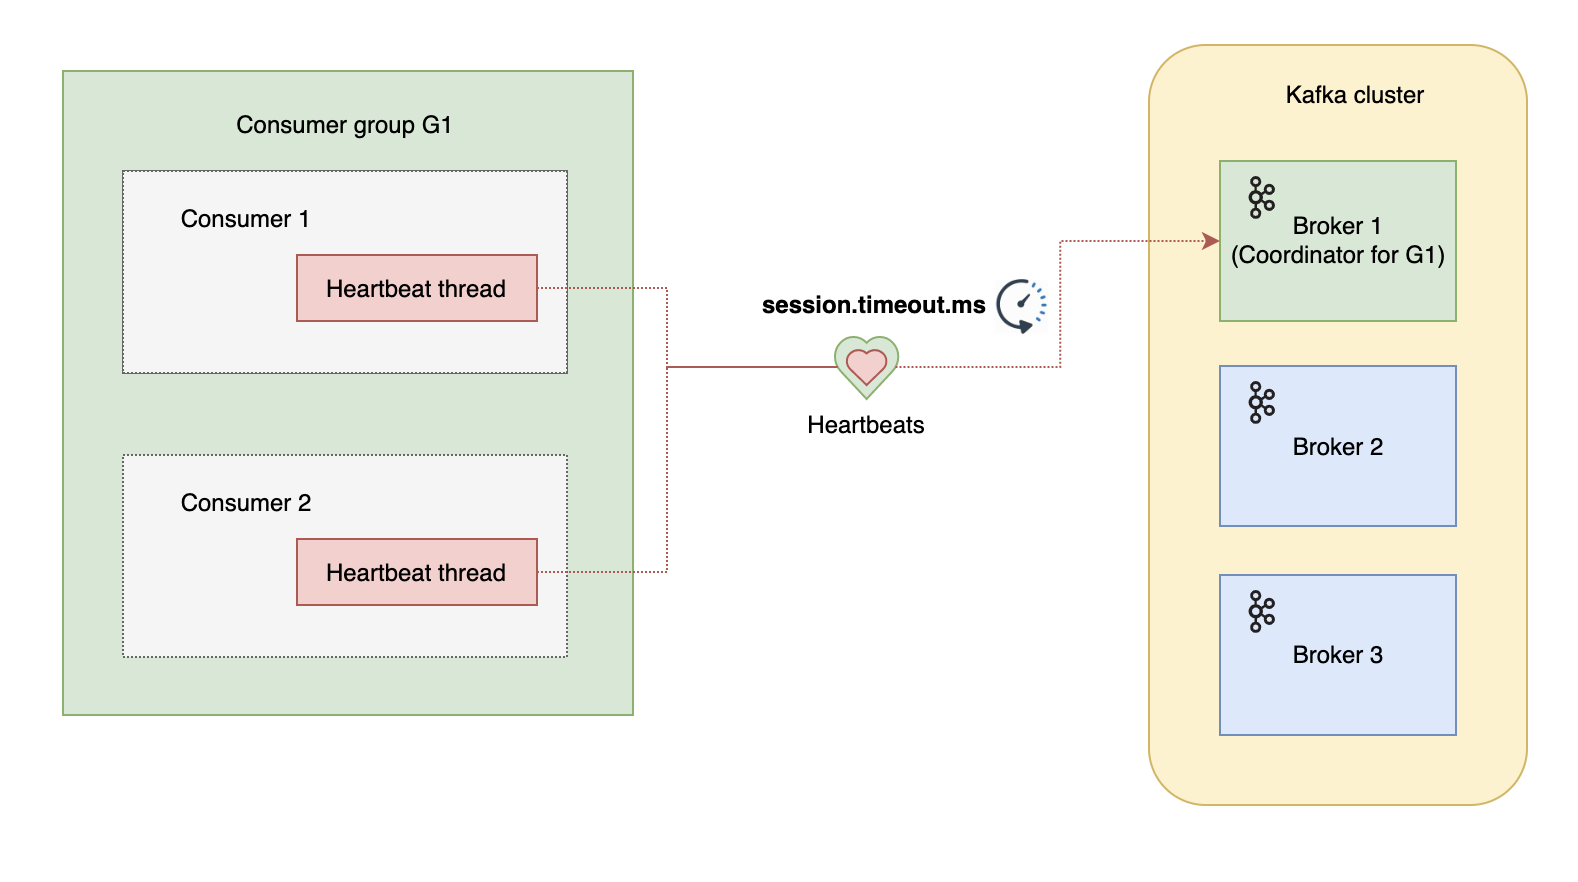 Consumer group G1
Consumer 1
Heartbeat thread
Consumer 2
Heartbeat thread
session.timeout.ms
Heartbeats
Kafka cluster
Broker 1
(Coordinator for G1)
Broker 2
Broker 3